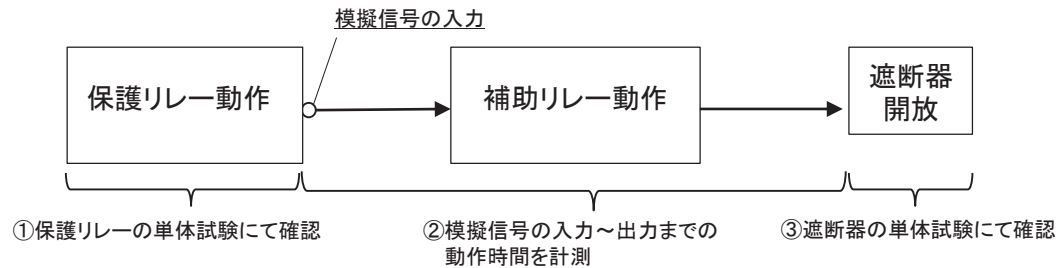 模擬信号の入力
保護リレー動作
補助リレー動作
遮断器
開放
①保護リレーの単体試験にて確認
②模擬信号の入力～出力までの
動作時間を計測
③遮断器の単体試験にて確認